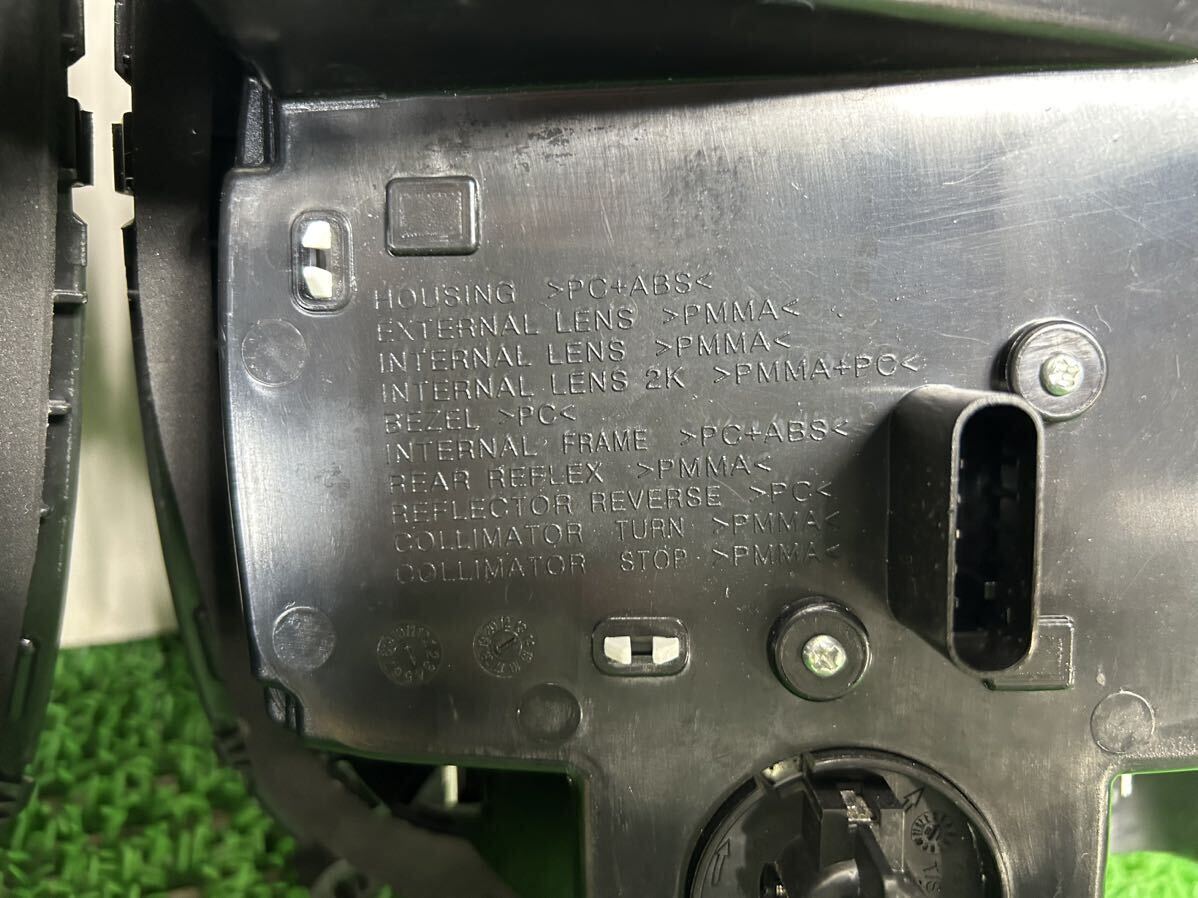 HOUSING >PC+ABS<
EXTERNAL LENS >PMMA<
INTERNAL LENS >PMMA<
INTERNAL LENS 2K >PMMA+PC<
BEZEL >PC<
INTERNAL FRAME >PC+ABS<
REAR REFLEX >PMMA<
REFLECTOR REVERSE >PC<
COLLIMATOR TURN >PMMA<
COLLIMATOR STOP >PMMA<